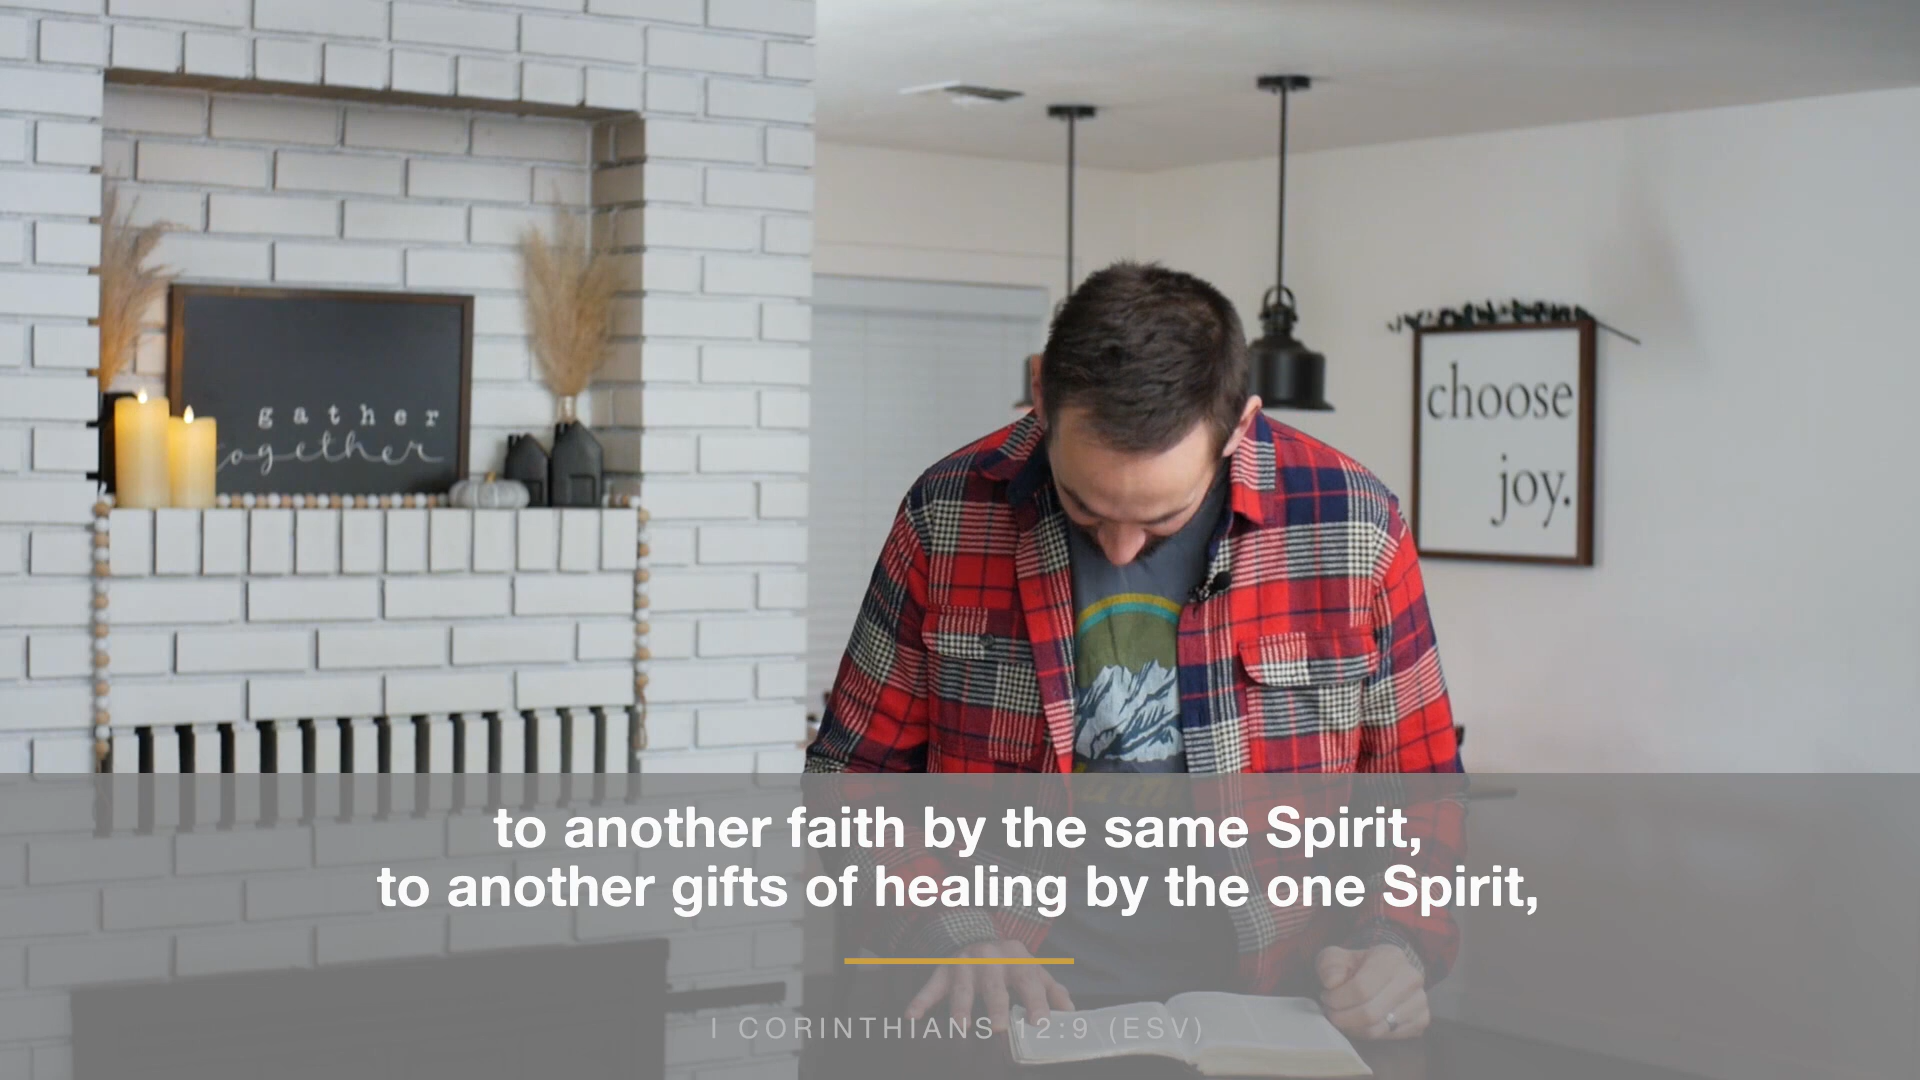 gather
together
choose
joy.
to another faith by the same Spirit,
to another gifts of healing by the one Spirit,
I CORINTHIANS 12:9 (ESV)